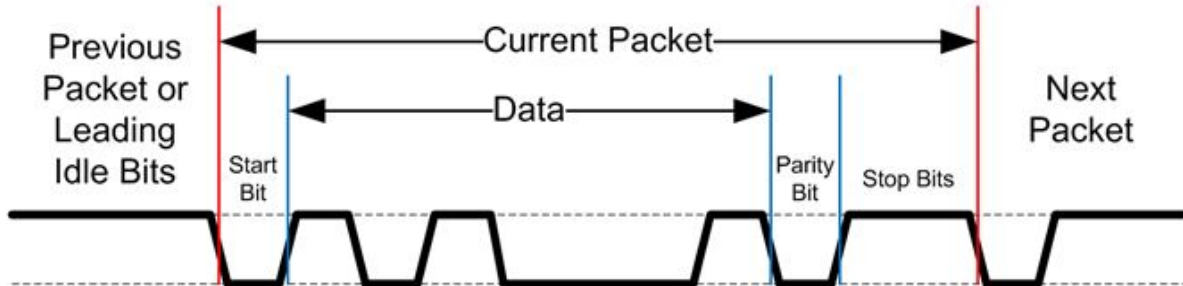 Previous
Packet or
Leading
Idle Bits
Current Packet
Data
Start
Bit
Parity
Bit
Stop Bits
Next
Packet